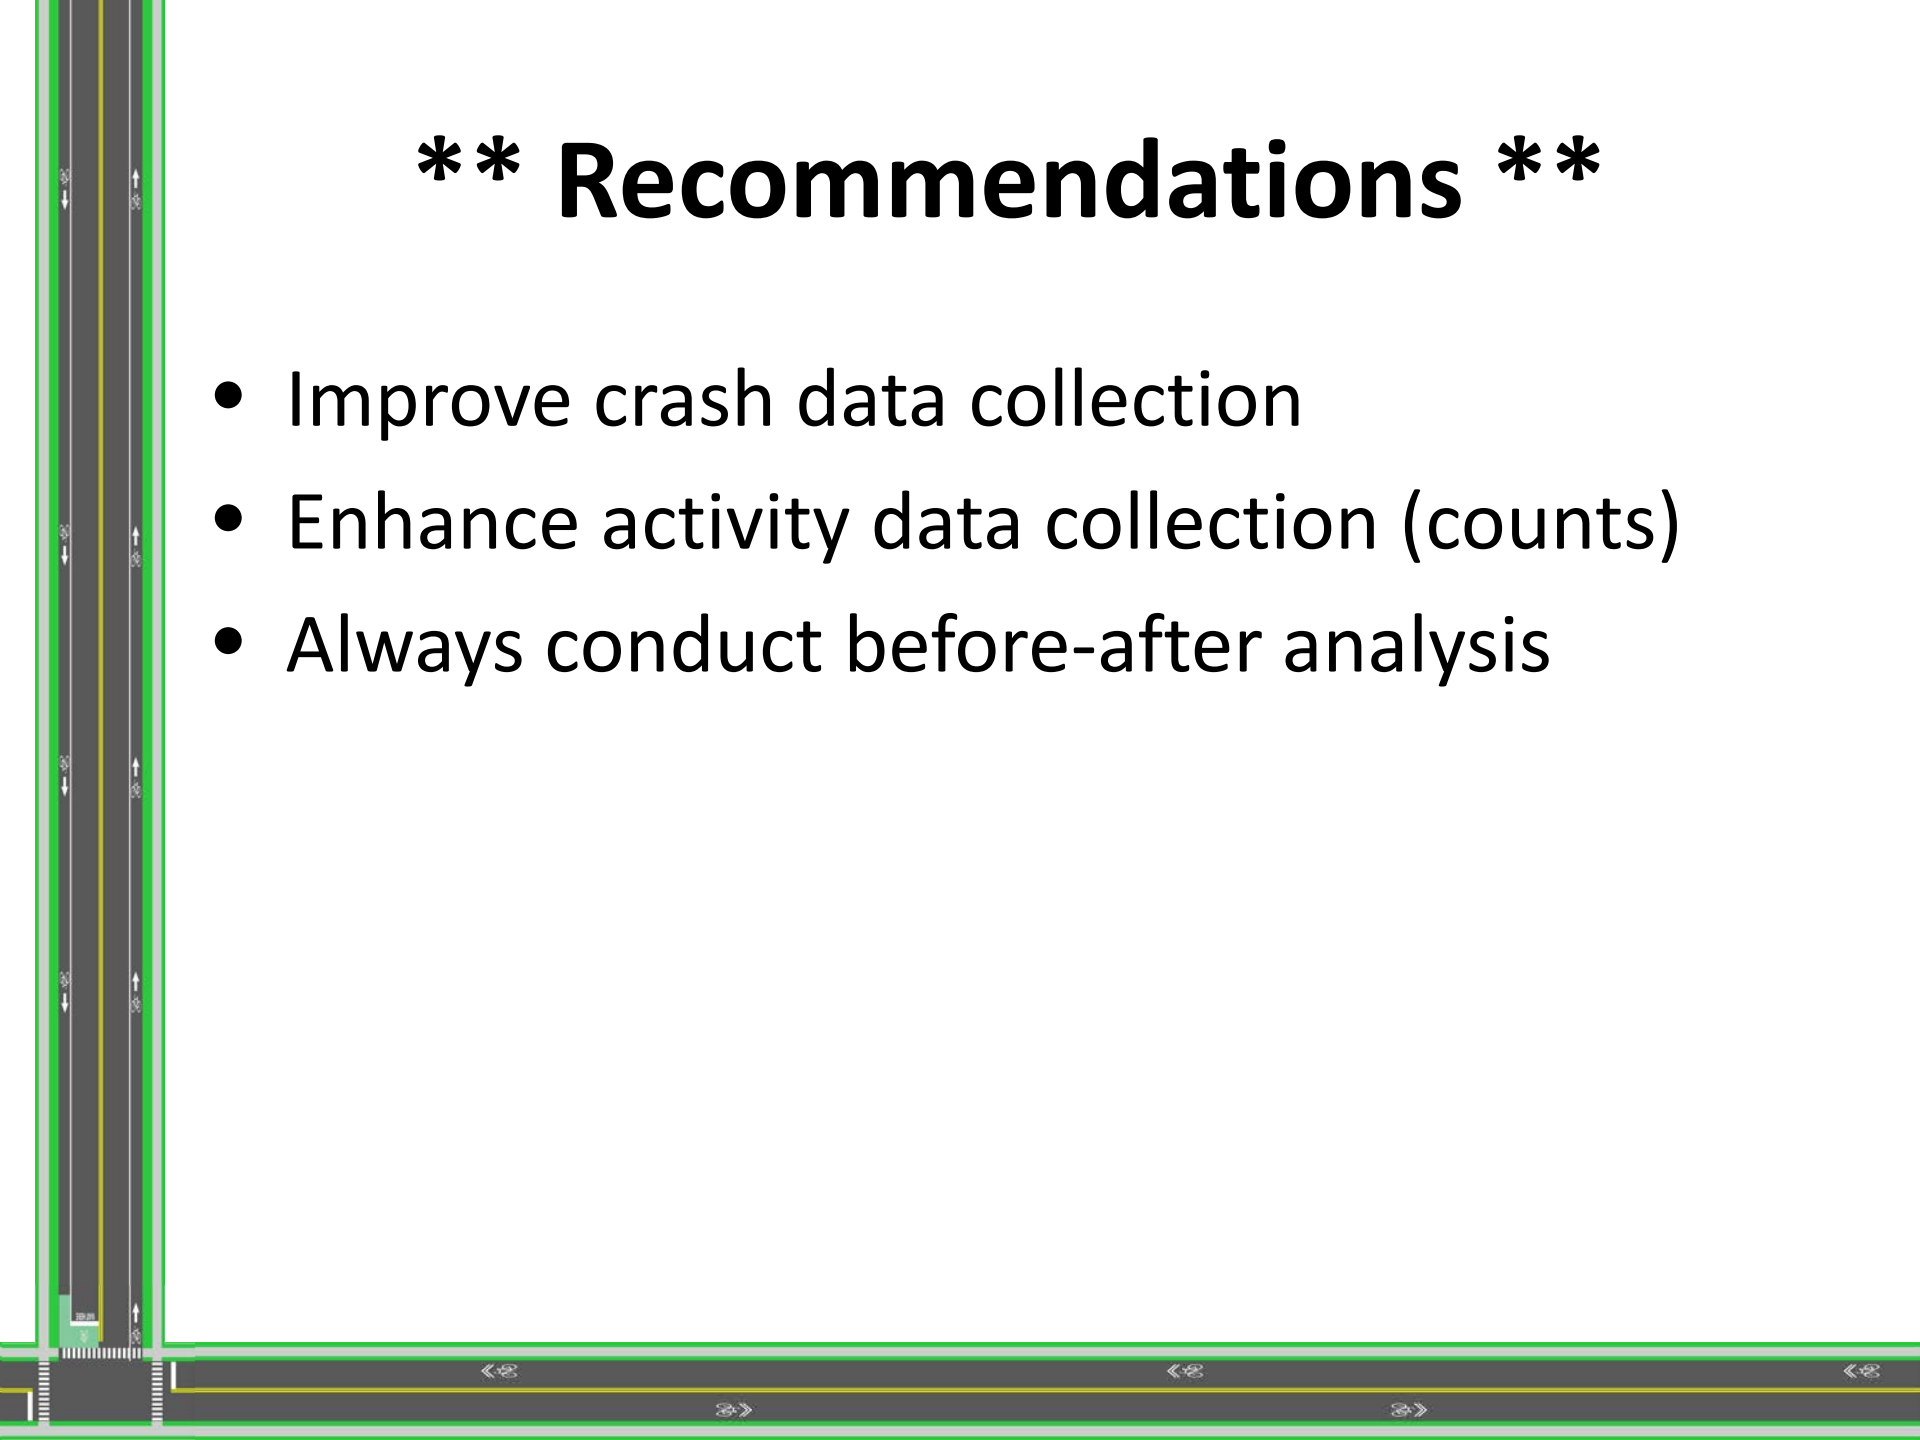 ** Recommendations **
• Improve crash data collection
• Enhance activity data collection (counts)
• Always conduct before-after analysis